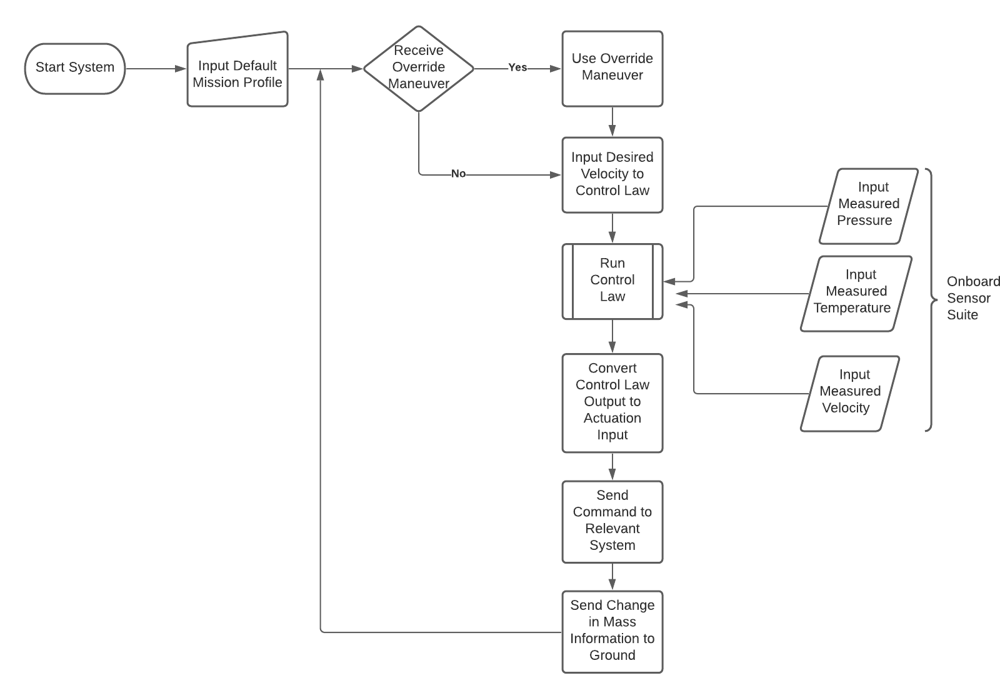 Start System
Input Default
Mission Profile
Receive
Override
Maneuver
Yes
Use Override
Maneuver
No
Input Desired
Velocity to
Control Law
Run
Control
Law
Input
Measured
Pressure
Input
Measured
Temperature
Input
Measured
Velocity
Onboard
Sensor
Suite
Convert
Control Law
Output to
Actuation
Input
Send
Command to
Relevant
System
Send Change
in Mass
Information to
Ground